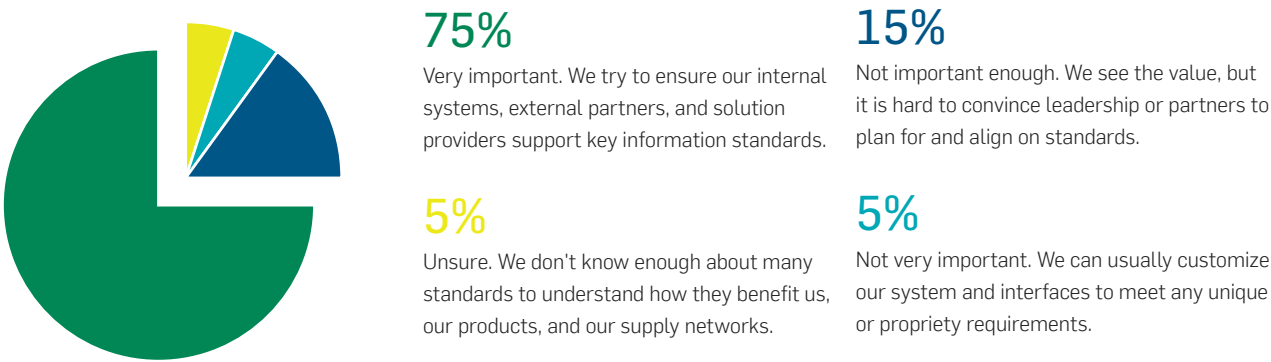 75%
Very important. We try to ensure our internal
systems, external partners, and solution
providers support key information standards.
15%
Not important enough. We see the value, but
it is hard to convince leadership or partners to
plan for and align on standards.
5%
Unsure. We don't know enough about many
standards to understand how they benefit us,
our products, and our supply networks.
5%
Not very important. We can usually customize
our system and interfaces to meet any unique
or propriety requirements.